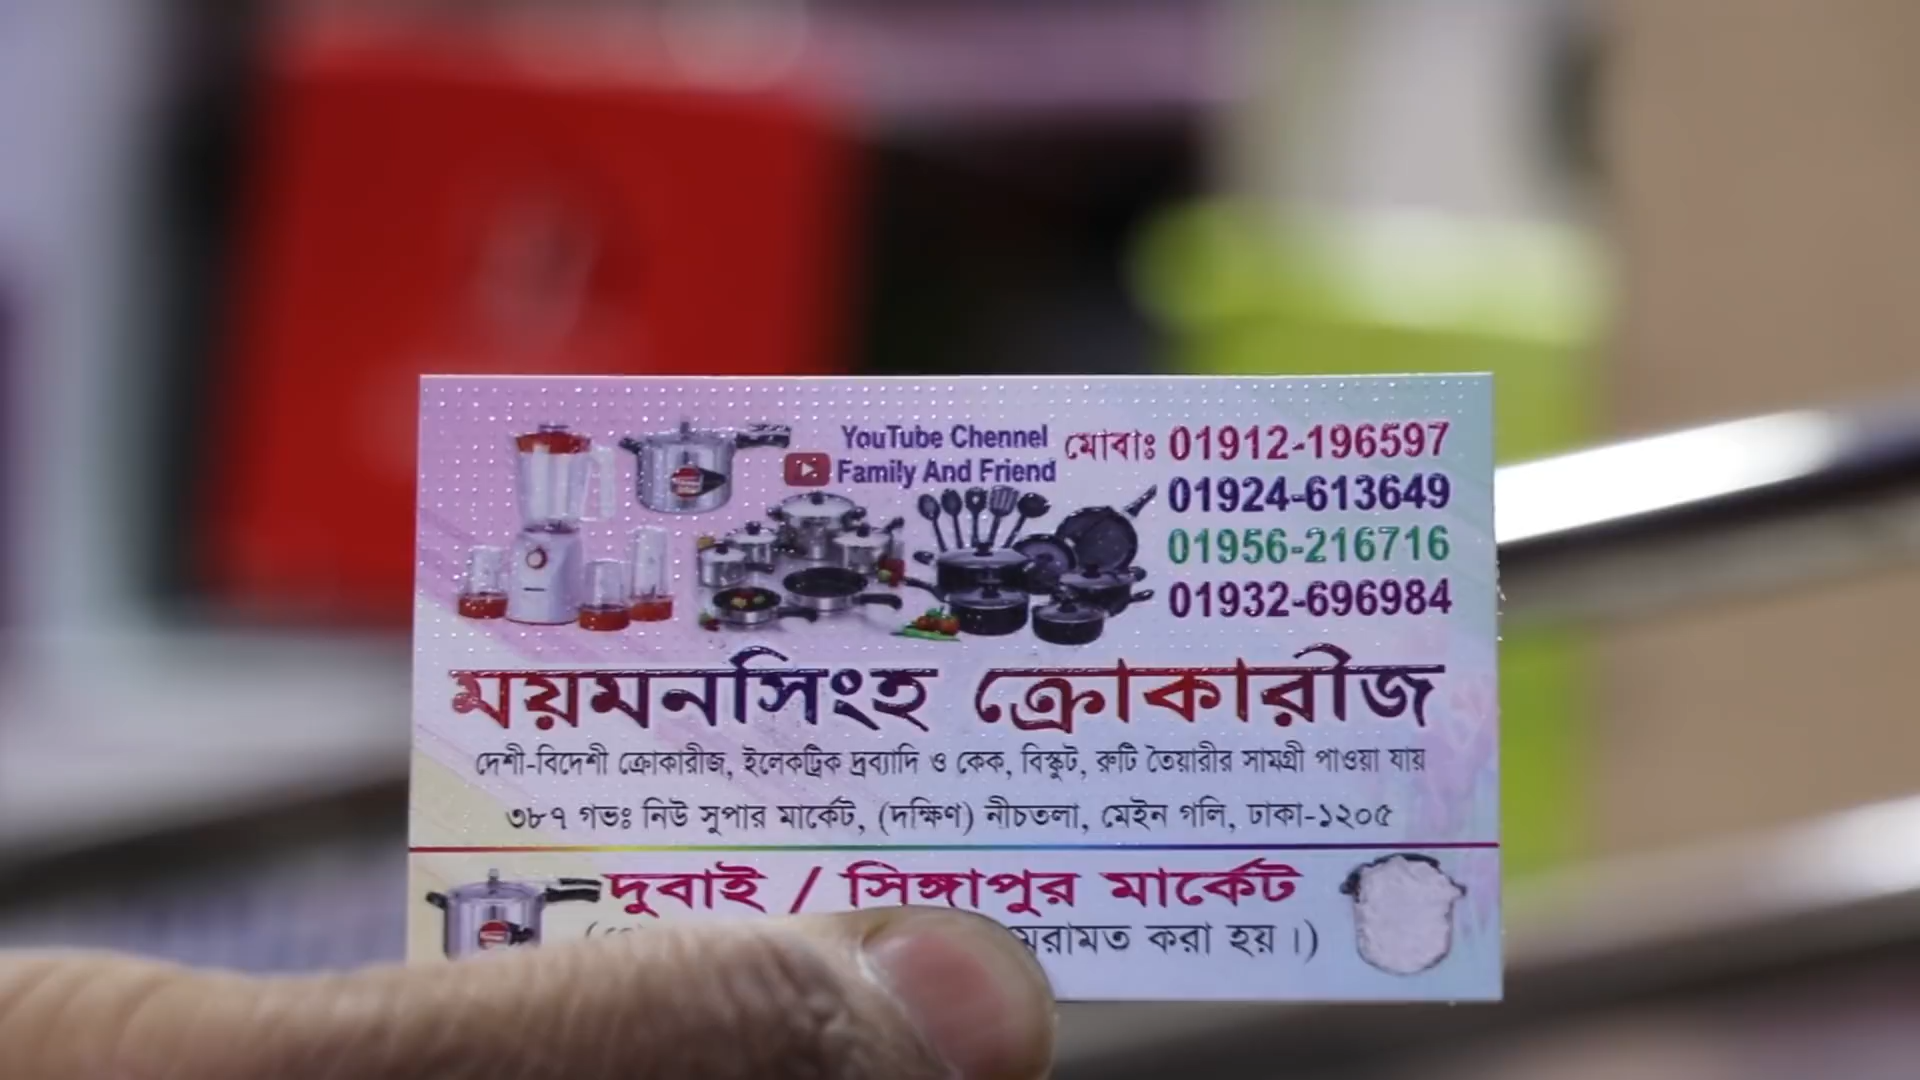 YouTube Chennel
Family And Friend
মোবাঃ 01912-196597
01924-613649
01956-216716
01932-696984
ময়মনসিংহ ক্রোকারীজ
দেশী-বিদেশী ক্রোকারীজ, ইলেকট্রিক দ্রব্যাদি ও কেক, বিস্কুট, রুটি তৈয়ারীর সামগ্রী পাওয়া যায়
৩৮৭ গভঃ নিউ সুপার মার্কেট, (দক্ষিণ) নীচতলা, মেইন গলি, ঢাকা-১২০৫
দুবাই / সিঙ্গাপুর মার্কেট
মেরামত করা হয়।)